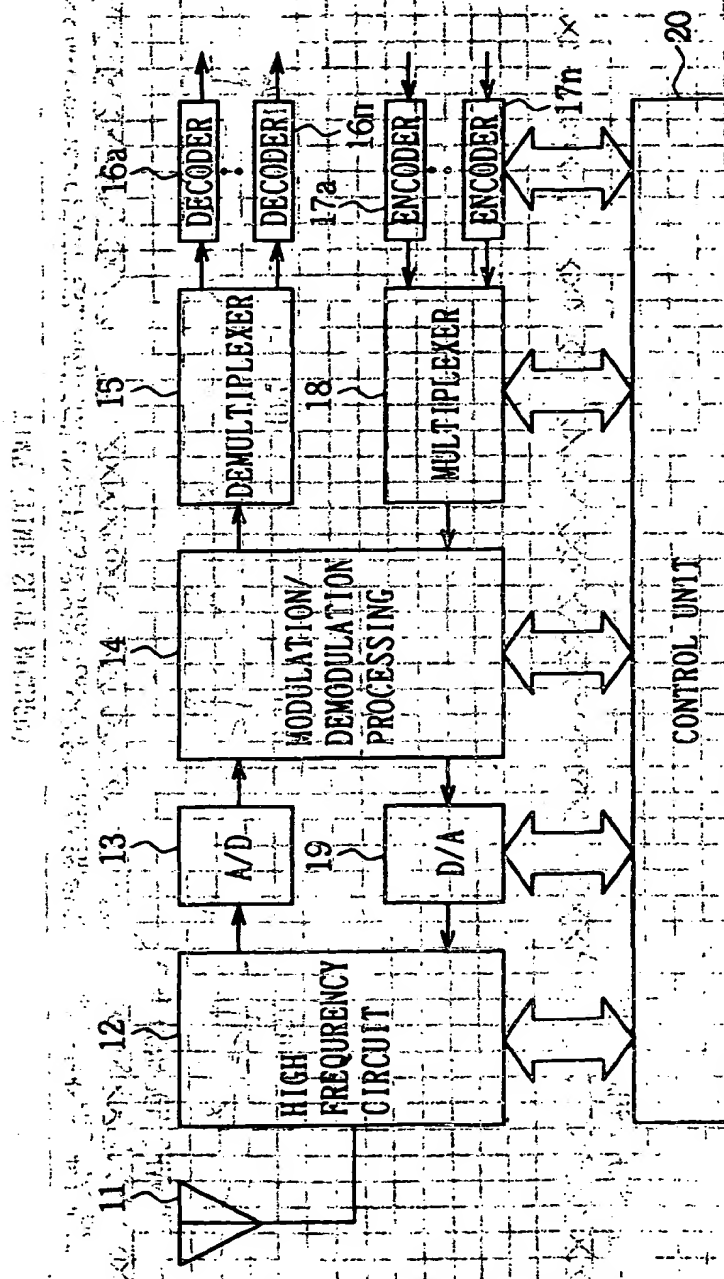 11
12
HIGH
FREQURENCY
CIRCUIT
13
A/D
14
MODULATION/
DEMODULATION
PROCESSING
15
DEMULTIPLEXER
16a
DECODER
DECODER
16n
19
D/A
18
MULTIPLEXER
17a
ENCODER
ENCODER
17n
CONTROL UNIT
20